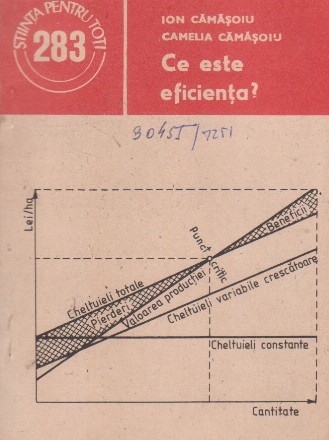 ȘTIINȚA PENTRU TOȚI
283
ION CĂMĂȘOIU
CAMELIA CĂMĂȘOIU
Ce este
eficiența?
Lei/ha
Punct critic
Beneficii
Cheltuieli totale
Pierderi
Valoarea producției
Cheltuieli variabile crescătoare
Cheltuieli constante
Cantitate